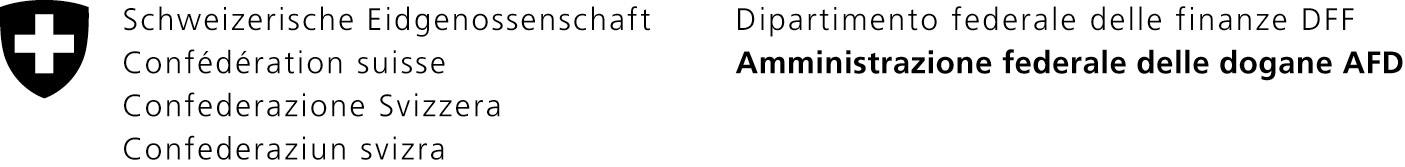 Schweizerische Eidgenossenschaft
Confédération suisse
Confederazione Svizzera
Confederaziun svizra
Dipartimento federale delle finanze DFF
Amministrazione federale delle dogane AFD